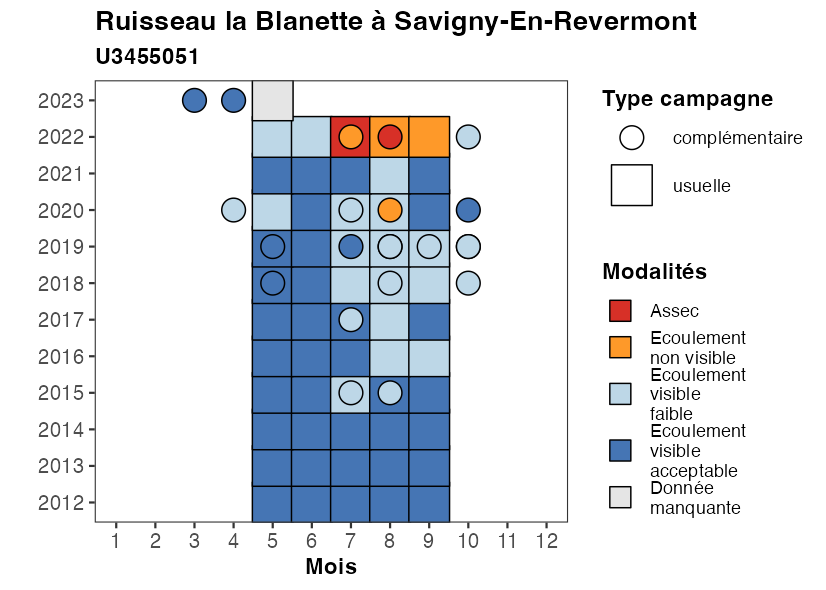 Ruisseau la Blanette à Savigny-En-Revermont
U3455051
2023
2022
2021
2020
2019
2018
2017
2016
2015
2014
2013
2012
1 2 3 4 5 6 7 8 9 10 11 12
Mois
Type campagne
complémentaire
usuelle
Modalités
Assec
Ecoulement
non visible
Ecoulement
visible
faible
Ecoulement
visible
acceptable
Donnée
manquante